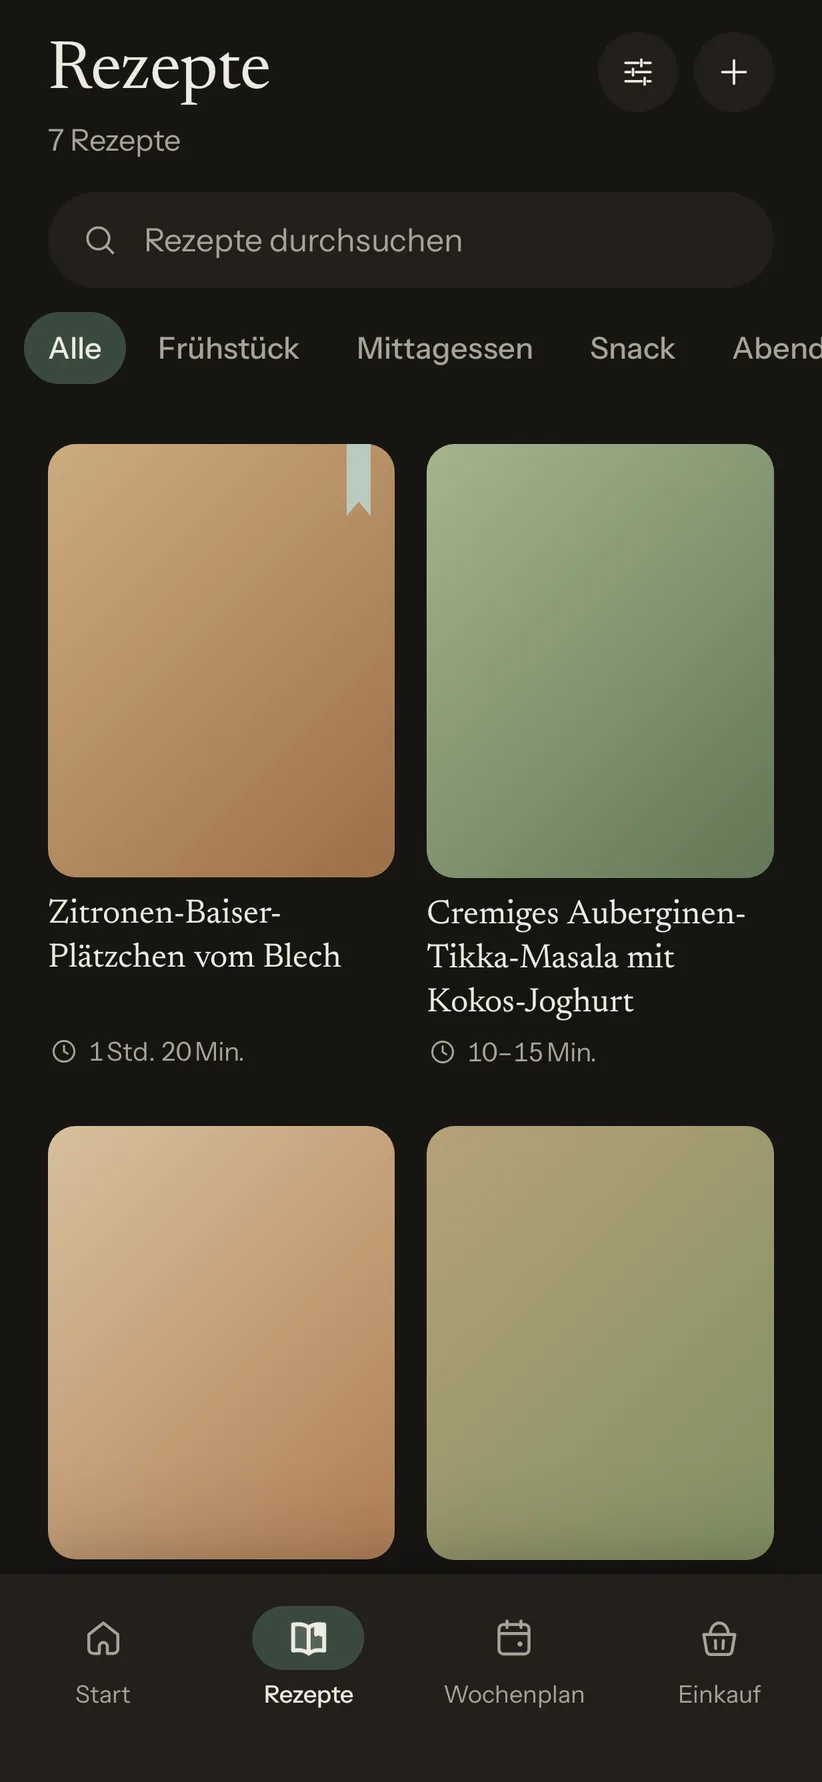 Rezepte
7 Rezepte
Rezepte durchsuchen
Alle Frühstück Mittagessen Snack Abend
Zitronen-Baiser-
Plätzchen vom Blech
1 Std. 20 Min.
Cremiges Auberginen-
Tikka-Masala mit
Kokos-Joghurt
10–15 Min.
Start Rezepte Wochenplan Einkauf